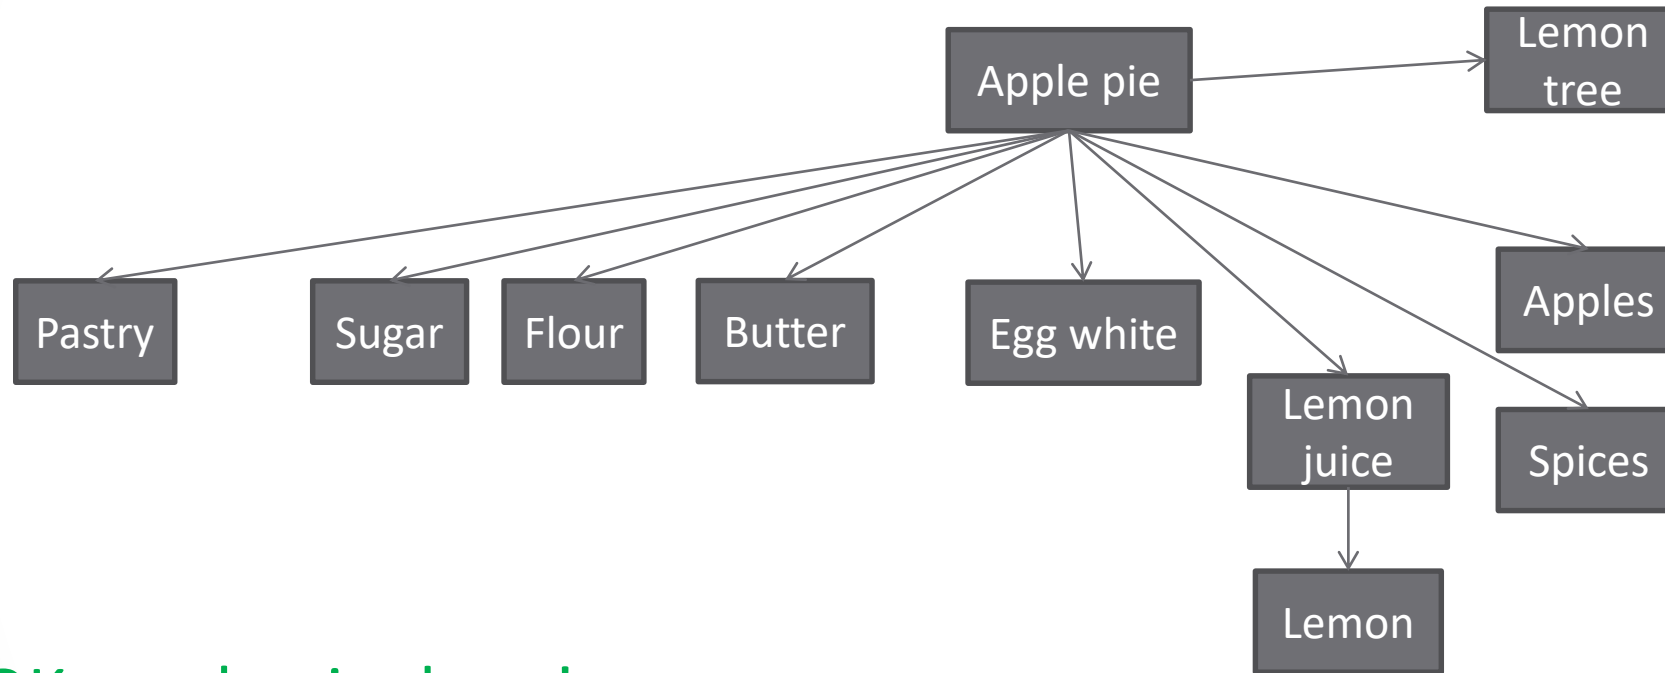 Lemon
tree
Apple pie
Pastry
Sugar
Flour
Butter
Egg white
Apples
Lemon
juice
Spices
Lemon